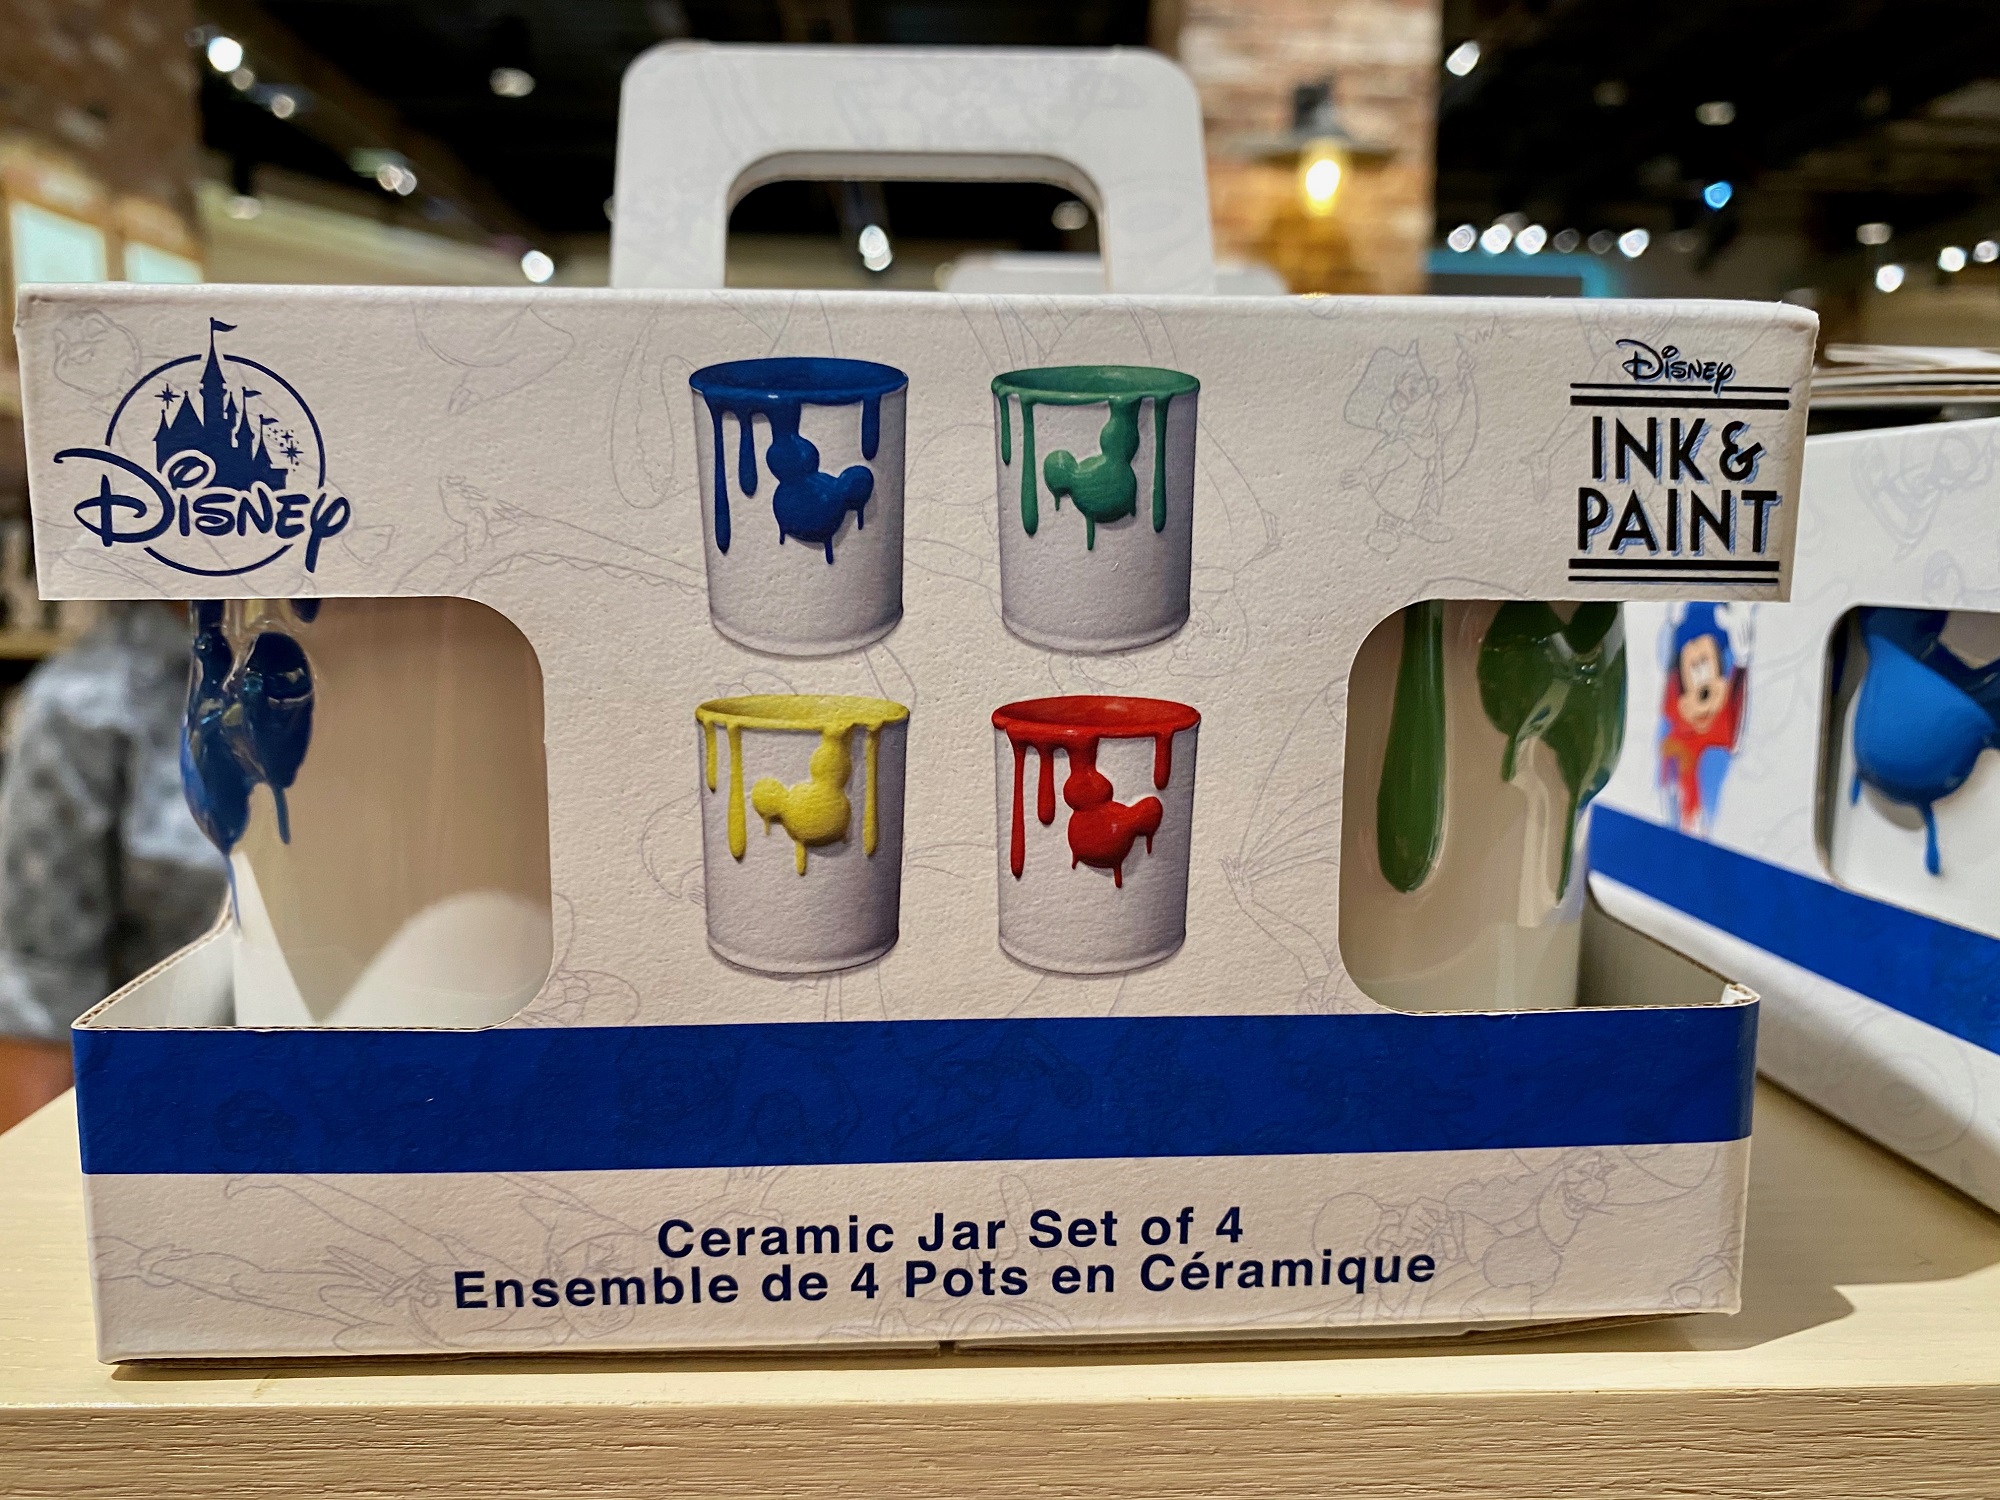 Disney
Disney
INK &
PAINT
Ceramic Jar Set of 4
Ensemble de 4 Pots en Céramique